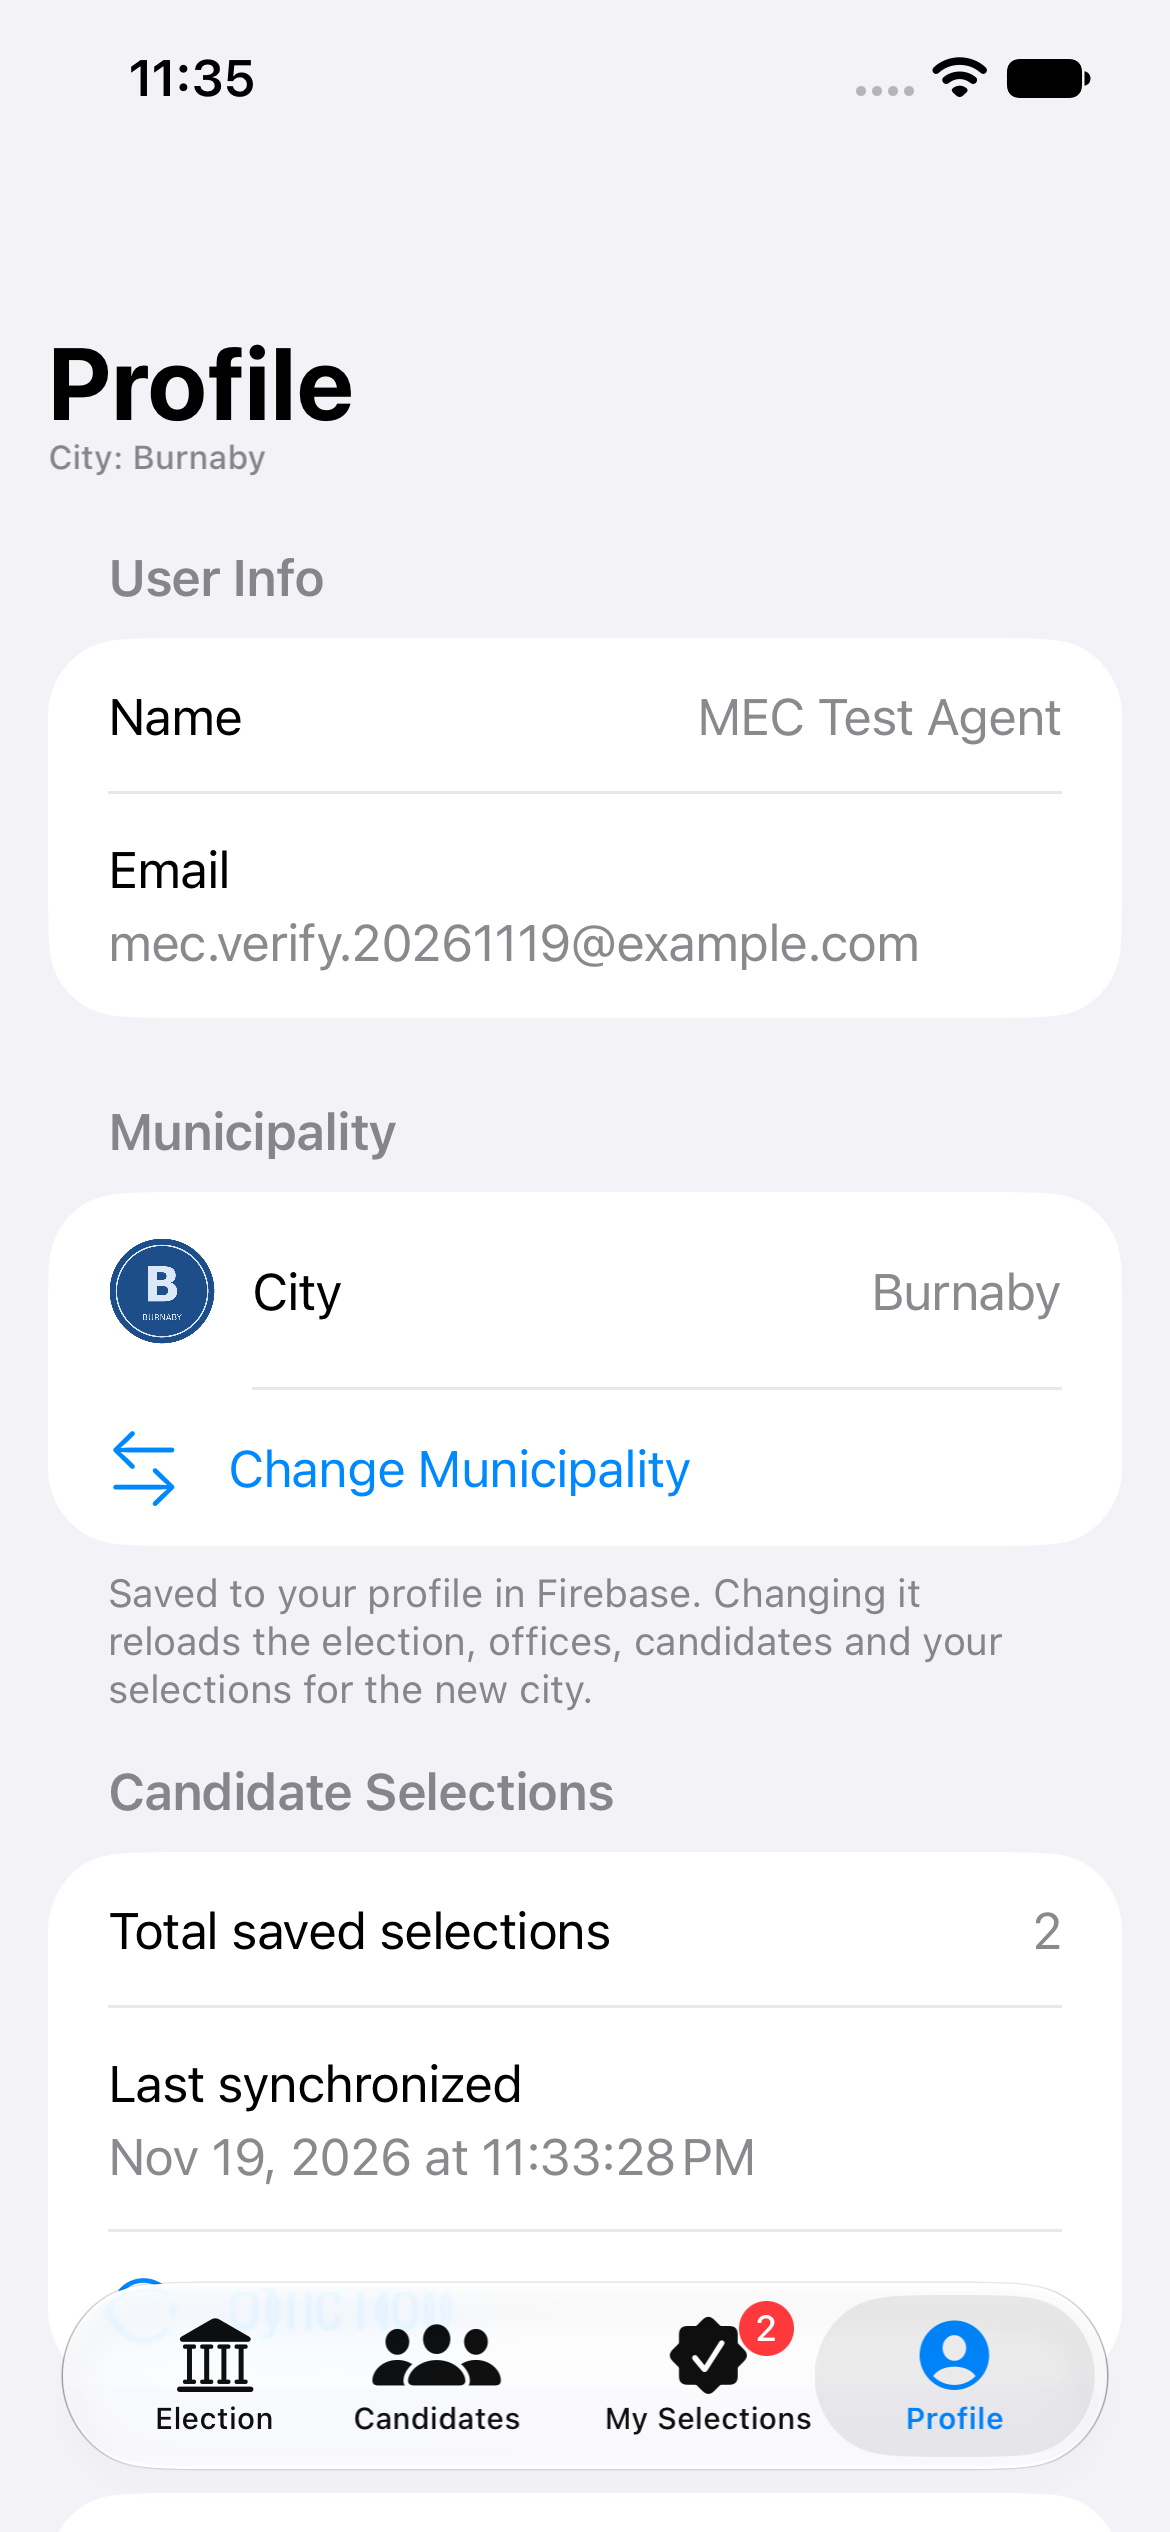 11:35
Profile
City: Burnaby
User Info
Name MEC Test Agent
Email
mec.verify.20261119@example.com
Municipality
B
BURNABY
City Burnaby
Change Municipality
Saved to your profile in Firebase. Changing it
reloads the election, offices, candidates and your
selections for the new city.
Candidate Selections
Total saved selections 2
Last synchronized
Nov 19, 2026 at 11:33:28 PM
2
Election Candidates My Selections Profile